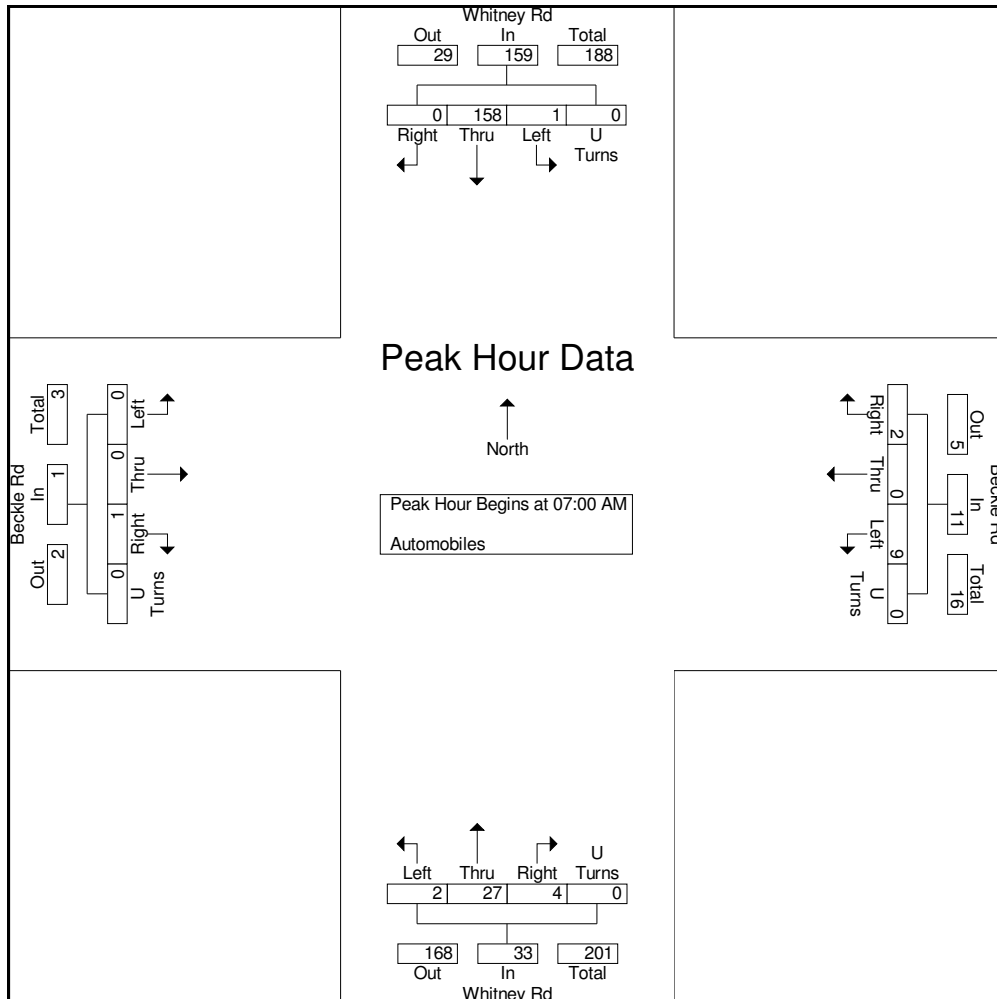 Whitney Rd
Out In Total
29 159 188
0 158 1 0
Right Thru Left U
Turns
Peak Hour Data
North
Peak Hour Begins at 07:00 AM
Automobiles
Beckle Rd
Total In Out
3 1 2
0 0 1 0
Left Thru Right U
Turns
Beckle Rd
Out In Total
5 11 16
2 0 9 0
Right Thru Left U
Turns
U
Left Thru Right Turns
2 27 4 0
168 33 201
Out In Total
Whitney Rd